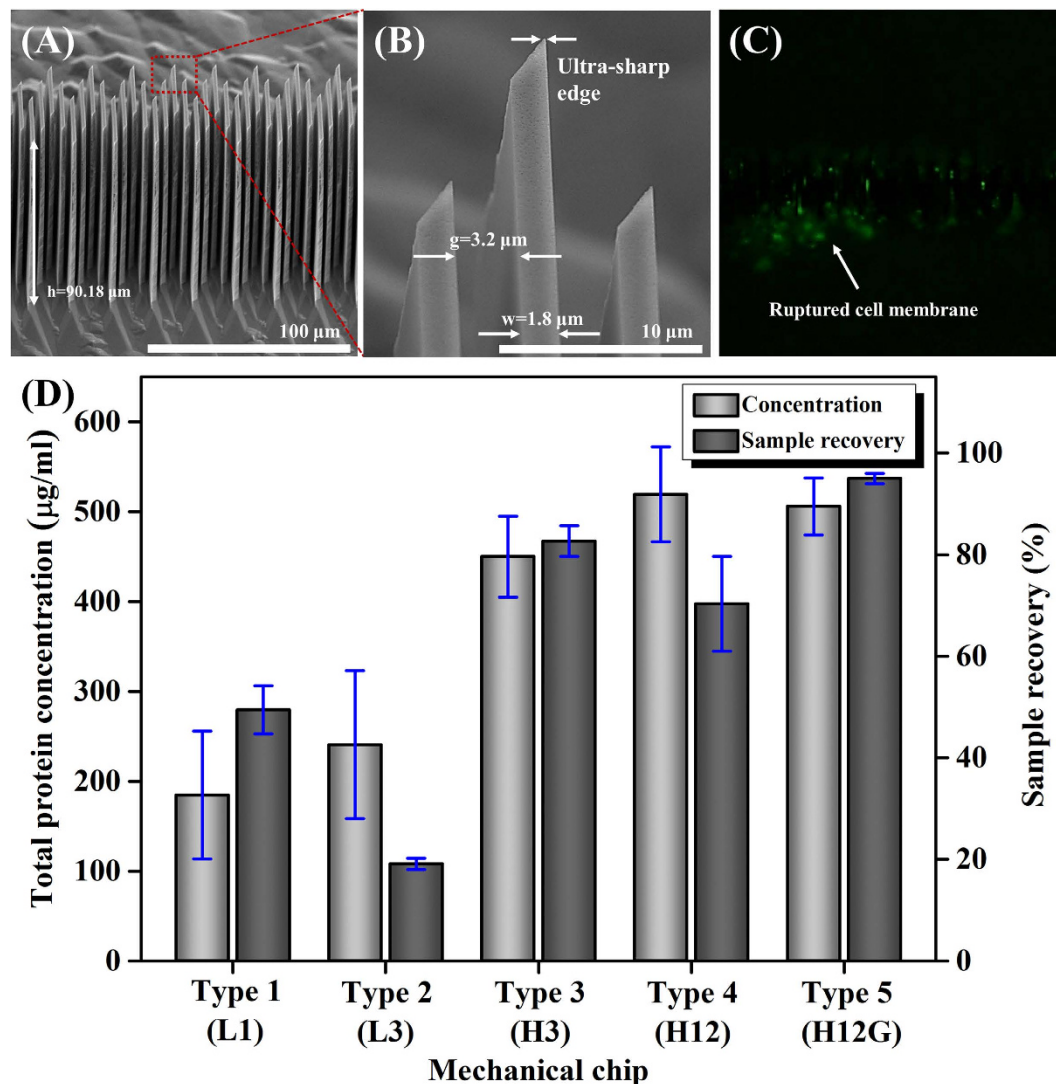 (A)
h=90.18 μm
100 μm
(B)
Ultra-sharp
edge
g=3.2 μm
w=1.8 μm
10 μm
(C)
Ruptured cell membrane
(D)
Concentration
Sample recovery
Total protein concentration (μg/ml)
600
500
400
300
200
100
0
Sample recovery (%)
100
80
60
40
20
0
Type 1
(L1)
Type 2
(L3)
Type 3
(H3)
Type 4
(H12)
Type 5
(H12G)
Mechanical chip